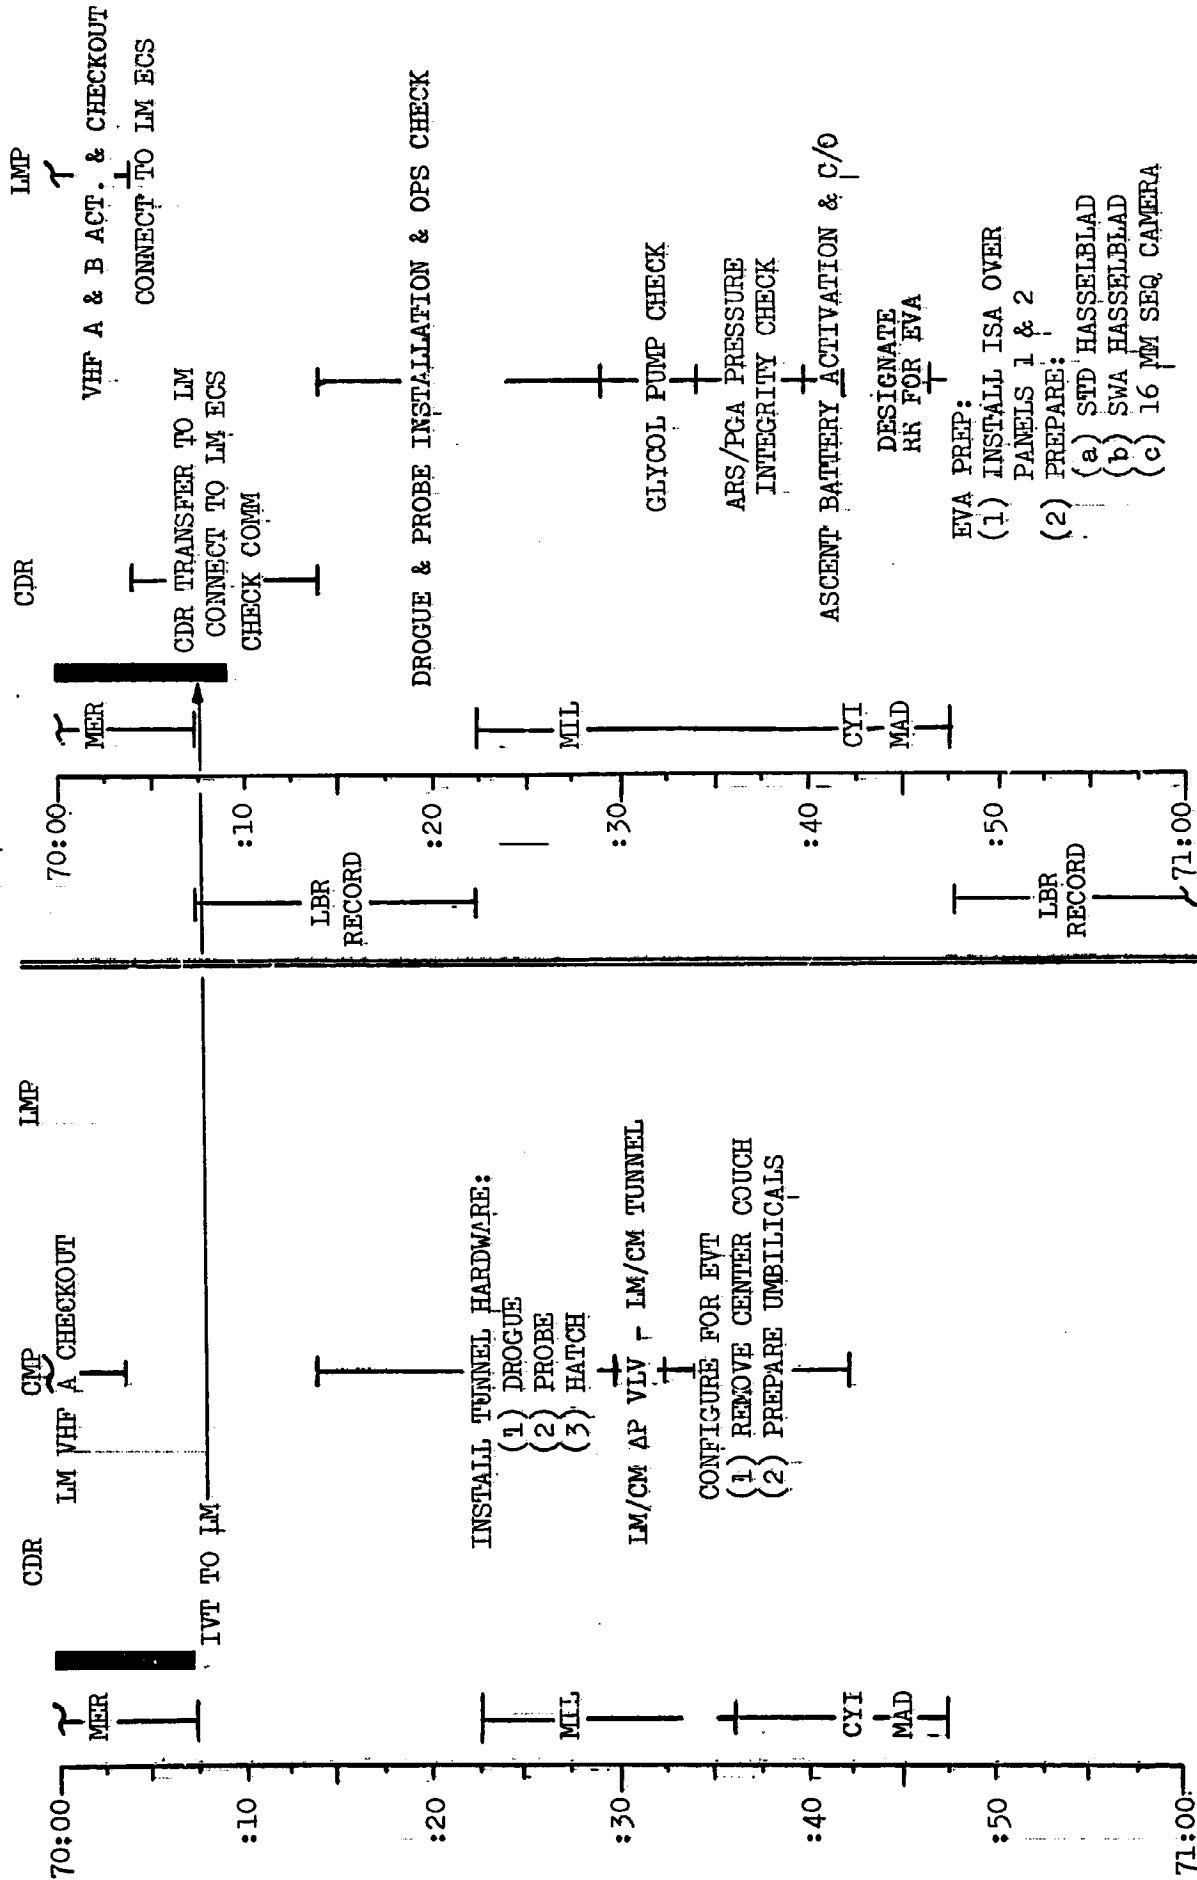 CDR
CMP
LMP
70:00
MER
LM VHF A CHECKOUT
IVT TO LM
:10
:20
MIL
INSTALL TUNNEL HARDWARE:
(1) DROGUE
(2) PROBE
(3) HATCH
:30
LM/CM ΔP VLV - LM/CM TUNNEL
CONFIGURE FOR EVT
(1) REMOVE CENTER COUCH
(2) PREPARE UMBILICALS
:40
CYI
MAD
:50
71:00
CDR
LMP
70:00
MER
VHF A & B ACT. & CHECKOUT
CONNECT TO LM ECS
CDR TRANSFER TO LM
CONNECT TO LM ECS
CHECK COMM
:10
LBR
RECORD
:20
DROGUE & PROBE INSTALLATION & OPS CHECK
MIL
:30
GLYCOL PUMP CHECK
ARS/PGA PRESSURE
INTEGRITY CHECK
:40
ASCENT BATTERY ACTIVATION & C/O
CYI
MAD
DESIGNATE
RR FOR EVA
EVA PREP:
(1) INSTALL ISA OVER
PANELS 1 & 2
(2) PREPARE:
(a) STD HASSELBLAD
(b) SWA HASSELBLAD
(c) 16 MM SEQ CAMERA
:50
LBR
RECORD
71:00